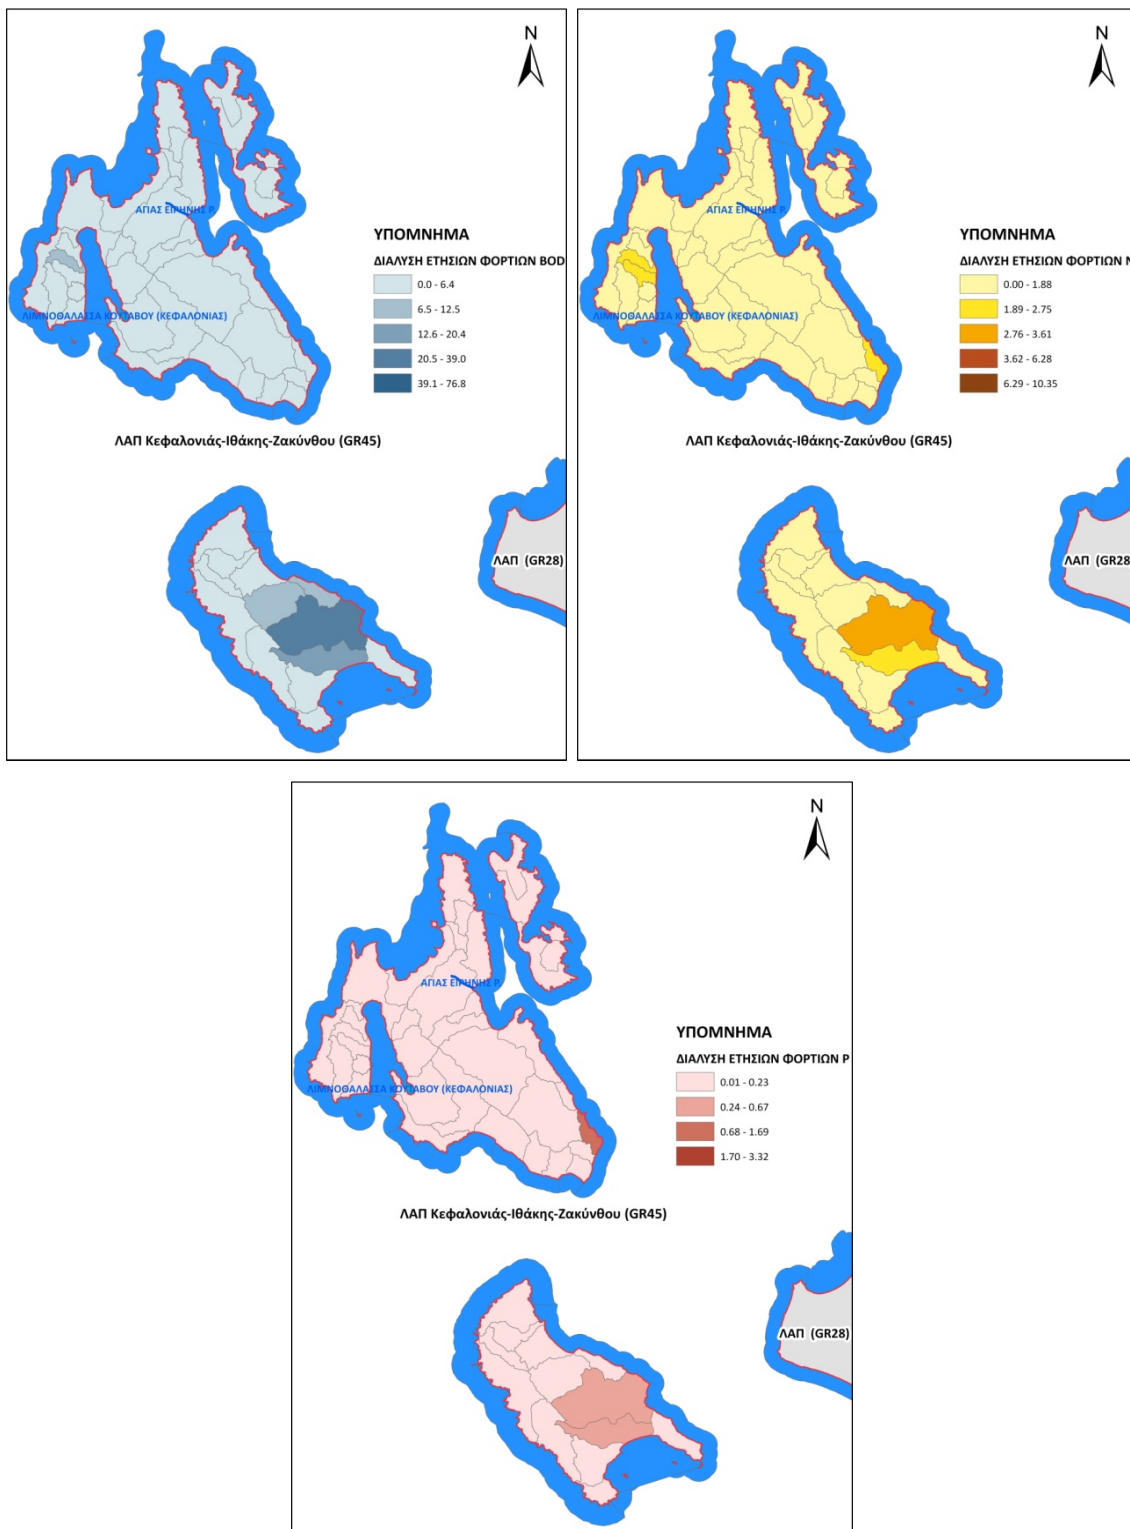 N
ΑΓΙΑΣ ΕΙΡΗΝΗΣ Ρ.
ΥΠΟΜΝΗΜΑ
ΔΙΑΛΥΣΗ ΕΤΗΣΙΩΝ ΦΟΡΤΙΩΝ BOD
0.0 - 6.4
6.5 - 12.5
12.6 - 20.4
20.5 - 39.0
39.1 - 76.8
ΛΙΜΝΟΘΑΛΑΣΣΑ ΚΟΥΤΑΒΟΥ (ΚΕΦΑΛΟΝΙΑΣ)
ΛΑΠ Κεφαλονιάς-Ιθάκης-Ζακύνθου (GR45)
ΛΑΠ (GR28)
N
ΑΓΙΑΣ ΕΙΡΗΝΗΣ Ρ.
ΥΠΟΜΝΗΜΑ
ΔΙΑΛΥΣΗ ΕΤΗΣΙΩΝ ΦΟΡΤΙΩΝ N
0.00 - 1.88
1.89 - 2.75
2.76 - 3.61
3.62 - 6.28
6.29 - 10.35
ΛΙΜΝΟΘΑΛΑΣΣΑ ΚΟΥΤΑΒΟΥ (ΚΕΦΑΛΟΝΙΑΣ)
ΛΑΠ Κεφαλονιάς-Ιθάκης-Ζακύνθου (GR45)
ΛΑΠ (GR28
N
ΑΓΙΑΣ ΕΙΡΗΝΗΣ Ρ.
ΥΠΟΜΝΗΜΑ
ΔΙΑΛΥΣΗ ΕΤΗΣΙΩΝ ΦΟΡΤΙΩΝ P
0.01 - 0.23
0.24 - 0.67
0.68 - 1.69
1.70 - 3.32
ΛΙΜΝΟΘΑΛΑΣΣΑ ΚΟΥΤΑΒΟΥ (ΚΕΦΑΛΟΝΙΑΣ)
ΛΑΠ Κεφαλονιάς-Ιθάκης-Ζακύνθου (GR45)
ΛΑΠ (GR28)